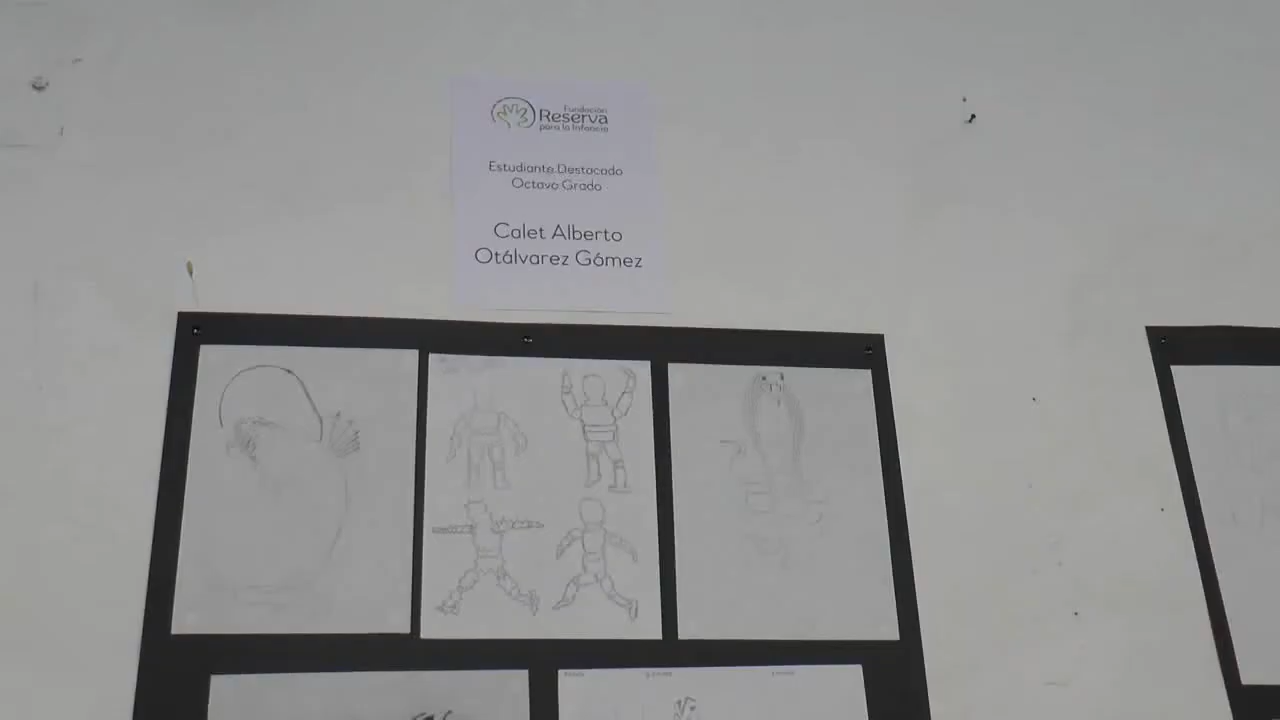 Fundación
Reserva
para la Infancia
Estudiante Destacado
Octavo Grado
Calet Alberto
Otálvarez Gómez